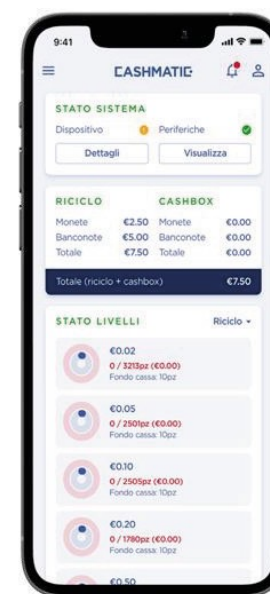 9:41
CASHMATIC
STATO SISTEMA
Dispositivo Periferiche
Dettagli Visualizza
RICICLO CASHBOX
Monete €2.50 Monete €0.00
Banconote €5.00 Banconote €0.00
Totale €7.50 Totale €0.00
Totale (riciclo + cashbox) €7.50
STATO LIVELLI Riciclo
€0.02
0 / 3213pz (€0.00)
Fondo cassa: 10pz
€0.05
0 / 2501pz (€0.00)
Fondo cassa: 10pz
€0.10
0 / 2505pz (€0.00)
Fondo cassa: 10pz
€0.20
0 / 1780pz (€0.00)
Fondo cassa: 10pz
€0.50